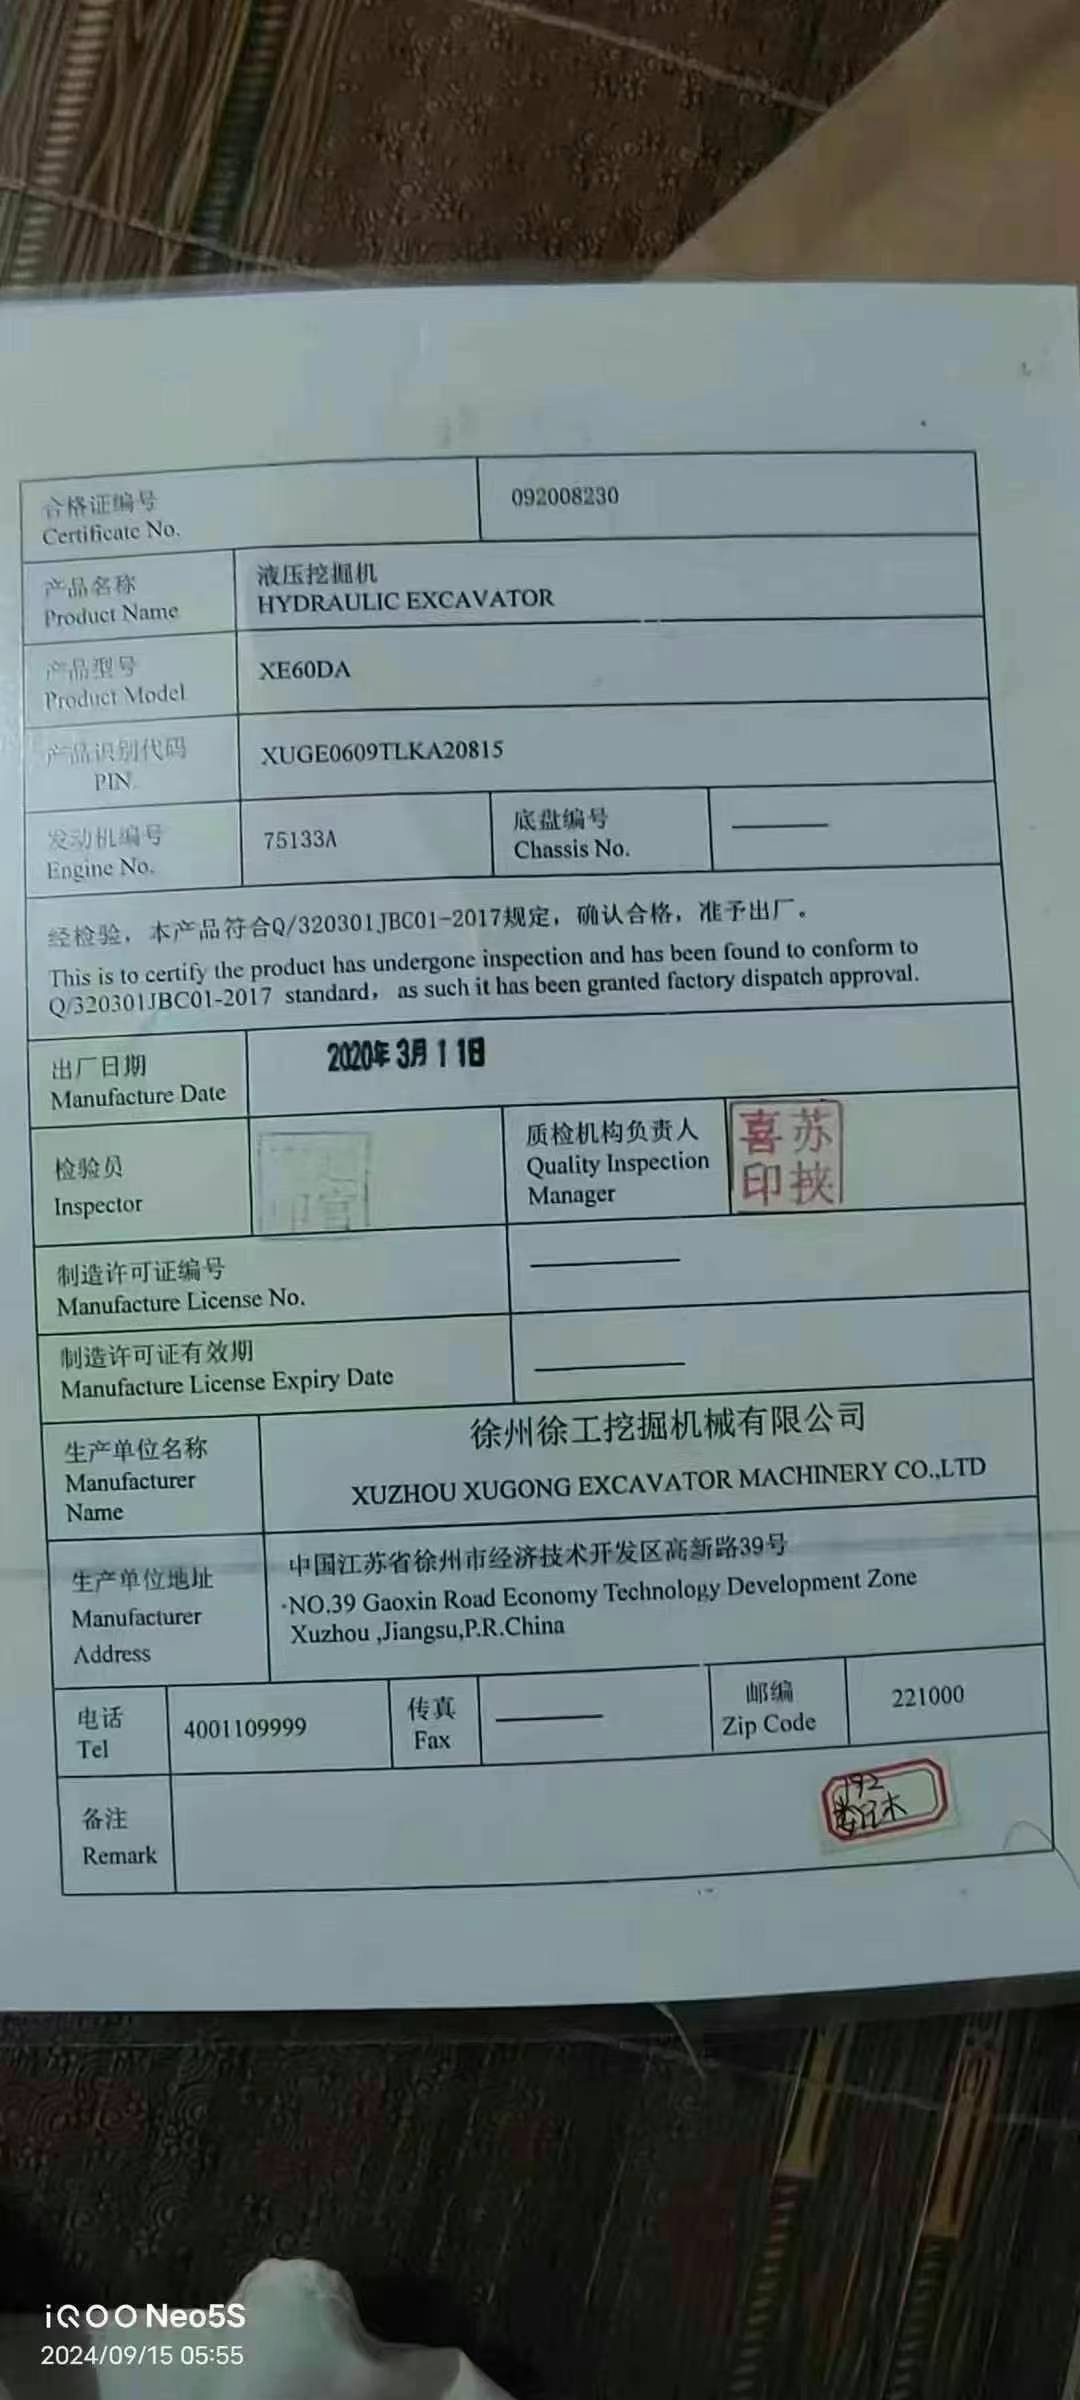 合格证编号
Certificate No.
092008230
产品名称
Product Name
液压挖掘机
HYDRAULIC EXCAVATOR
产品型号
Product Model
XE60DA
产品识别代码
PIN.
XUGE0609TLKA20815
发动机编号
Engine No.
75133A
底盘编号
Chassis No.
经检验，本产品符合Q/320301JBC01-2017规定，确认合格，准予出厂。
This is to certify the product has undergone inspection and has been found to conform to
Q/320301JBC01-2017 standard， as such it has been granted factory dispatch approval.
出厂日期
Manufacture Date
2020年 3月 1 1日
检验员
Inspector
质检机构负责人
Quality Inspection
Manager
喜 苏
印 挾
制造许可证编号
Manufacture License No.
制造许可证有效期
Manufacture License Expiry Date
生产单位名称
Manufacturer
Name
徐州徐工挖掘机械有限公司
XUZHOU XUGONG EXCAVATOR MACHINERY CO.,LTD
生产单位地址
Manufacturer
Address
中国江苏省徐州市经济技术开发区高新路39号
·NO.39 Gaoxin Road Economy Technology Development Zone
Xuzhou ,Jiangsu,P.R.China
电话
Tel
4001109999
传真
Fax
邮编
Zip Code
221000
备注
Remark
192
iQOO Neo5S
2024/09/15 05:55